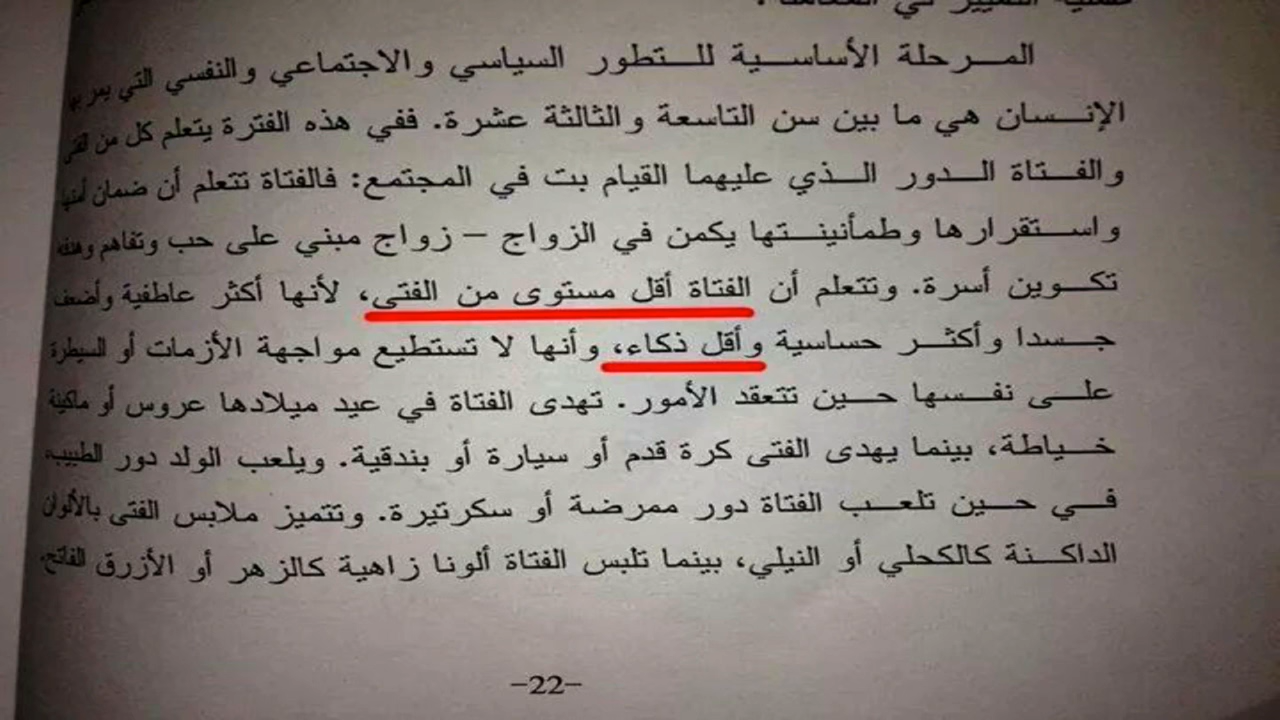 المرحلة الأساسية للتطور السياسي والاجتماعي والنفسي التي يمر بها
الإنسان هي ما بين سن التاسعة والثالثة عشرة. ففي هذه الفترة يتعلم كل من الفتى
والفتاة الدور الذي عليهما القيام بت في المجتمع: فالفتاة تتعلم أن ضمان أمنها
واستقرارها وطمأنينتها يكمن في الزواج – زواج مبني على حب وتفاهم وهدفه
تكوين أسرة. وتتعلم أن الفتاة أقل مستوى من الفتى، لأنها أكثر عاطفية وأضعف
جسدا وأكثر حساسية وأقل ذكاء، وأنها لا تستطيع مواجهة الأزمات أو السيطرة
على نفسها حين تتعقد الأمور. تهدى الفتاة في عيد ميلادها عروس أو ماكينة
خياطة، بينما يهدى الفتى كرة قدم أو سيارة أو بندقية. ويلعب الولد دور الطبيب،
في حين تلعب الفتاة دور ممرضة أو سكرتيرة. وتتميز ملابس الفتى بالألوان
الداكنة كالكحلي أو النيلي، بينما تلبس الفتاة ألونا زاهية كالزهر أو الأزرق الفاتح.
–22–